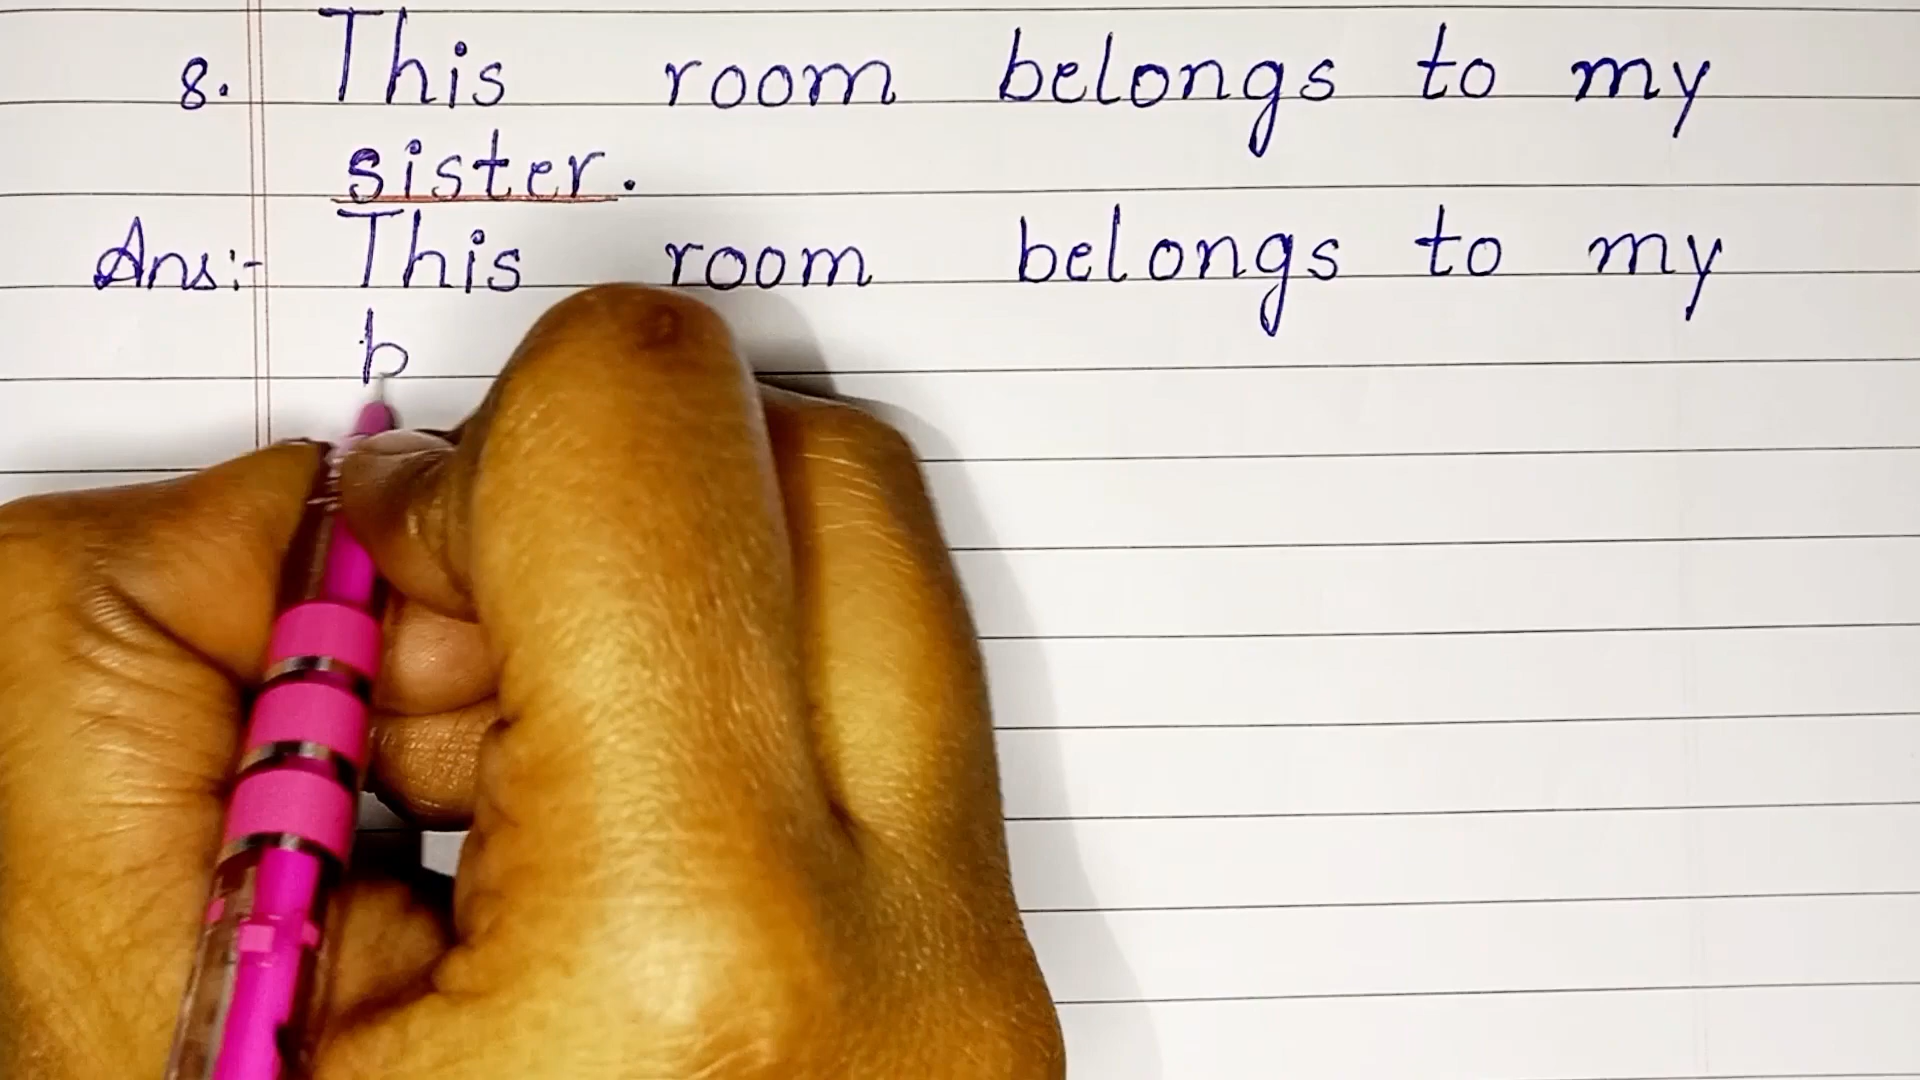 8. This room belongs to my
sister.
Ans:- This room belongs to my
b